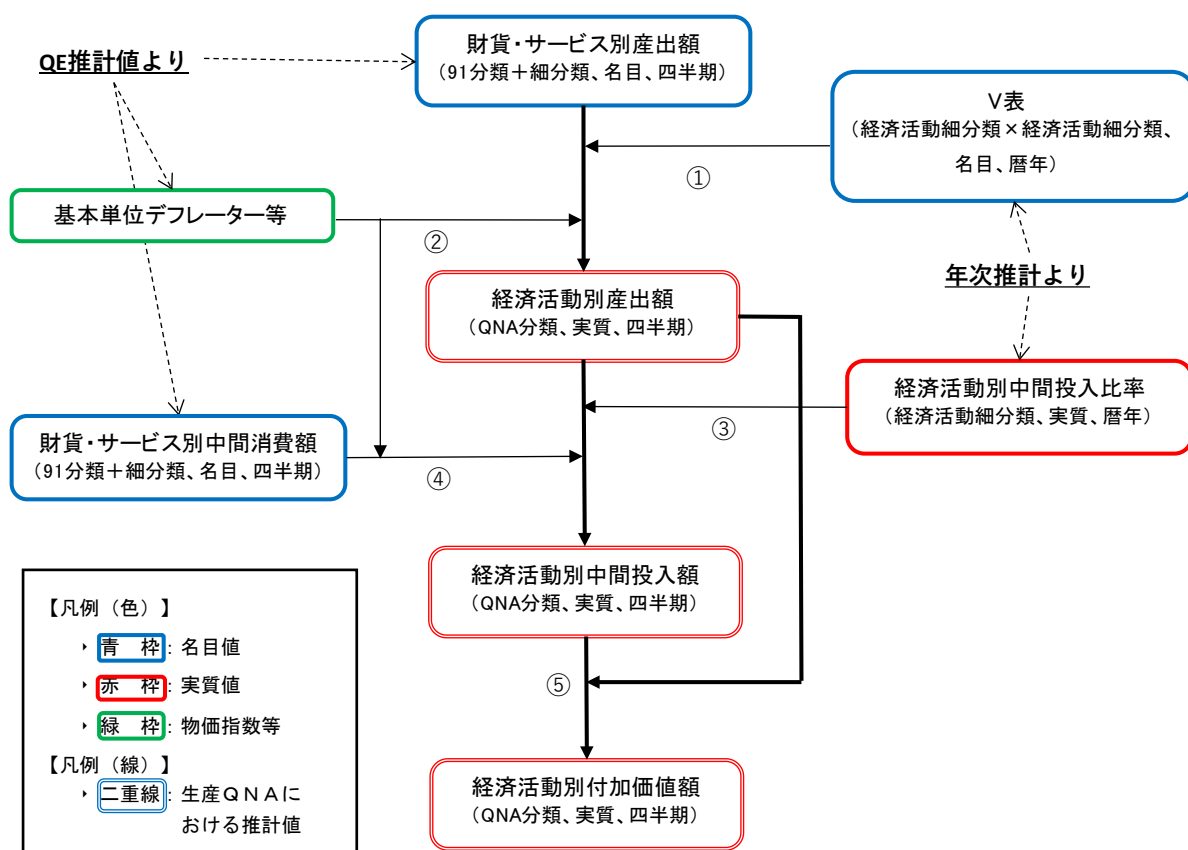 財貨・サービス別産出額
(91分類+細分類、名目、四半期)
QE推計値より
V表
(経済活動細分類×経済活動細分類、
名目、暦年)
①
基本単位デフレーター等
②
年次推計より
経済活動別産出額
(QNA分類、実質、四半期)
経済活動別中間投入比率
(経済活動細分類、実質、暦年)
③
財貨・サービス別中間消費額
(91分類+細分類、名目、四半期)
④
経済活動別中間投入額
(QNA分類、実質、四半期)
⑤
経済活動別付加価値額
(QNA分類、実質、四半期)
【凡例(色)】
青 枠:名目値
赤 枠:実質値
緑 枠:物価指数等
【凡例(線)】
二重線:生産QNAに
おける推計値